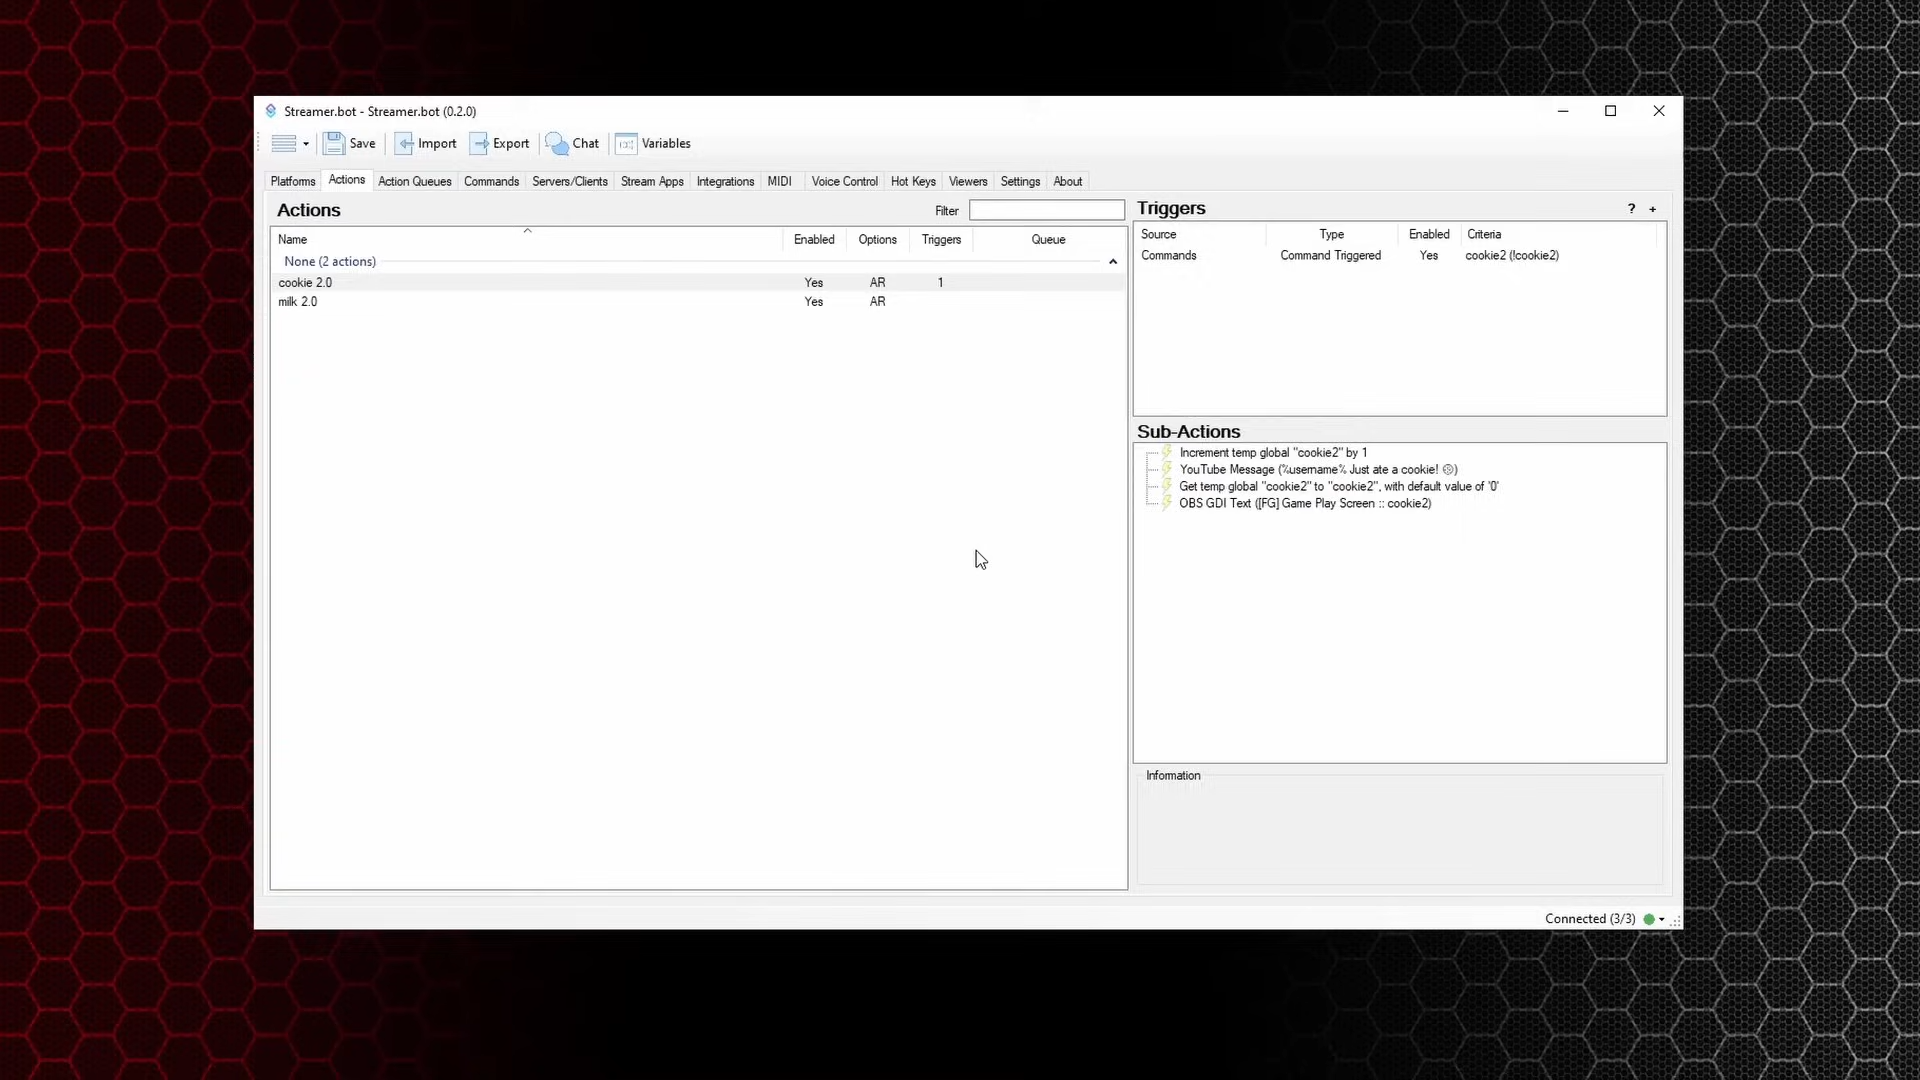 Streamer.bot - Streamer.bot (0.2.0)
Save Import Export Chat Variables
Platforms Actions Action Queues Commands Servers/Clients Stream Apps Integrations MIDI Voice Control Hot Keys Viewers Settings About
Actions Filter
Name Enabled Options Triggers Queue
None (2 actions)
cookie 2.0 Yes AR 1
milk 2.0 Yes AR
Triggers ? +
Source Type Enabled Criteria
Commands Command Triggered Yes cookie2 (!cookie2)
Sub-Actions
Increment temp global "cookie2" by 1
YouTube Message (%username% Just ate a cookie! 🍪)
Get temp global "cookie2" to "cookie2", with default value of '0'
OBS GDI Text ([FG] Game Play Screen :: cookie2)
Information
Connected (3/3)